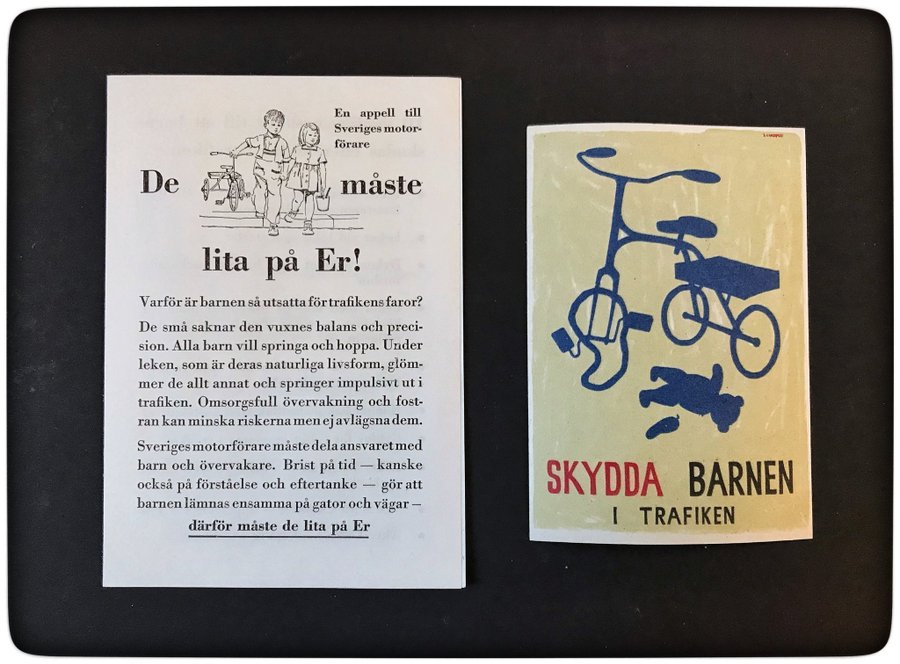 En appell till
Sveriges motor-
förare
De måste
lita på Er!
Varför är barnen så utsatta för trafikens faror?
De små saknar den vuxnes balans och preci-
sion. Alla barn vill springa och hoppa. Under
leken, som är deras naturliga livsform, glöm-
mer de allt annat och springer impulsivt ut i
trafiken. Omsorgsfull övervakning och fost-
ran kan minska riskerna men ej avlägsna dem.
Sveriges motorförare måste dela ansvaret med
barn och övervakare. Brist på tid — kanske
också på förståelse och eftertanke — gör att
barnen lämnas ensamma på gator och vägar —
därför måste de lita på Er
SKYDDA BARNEN
I TRAFIKEN